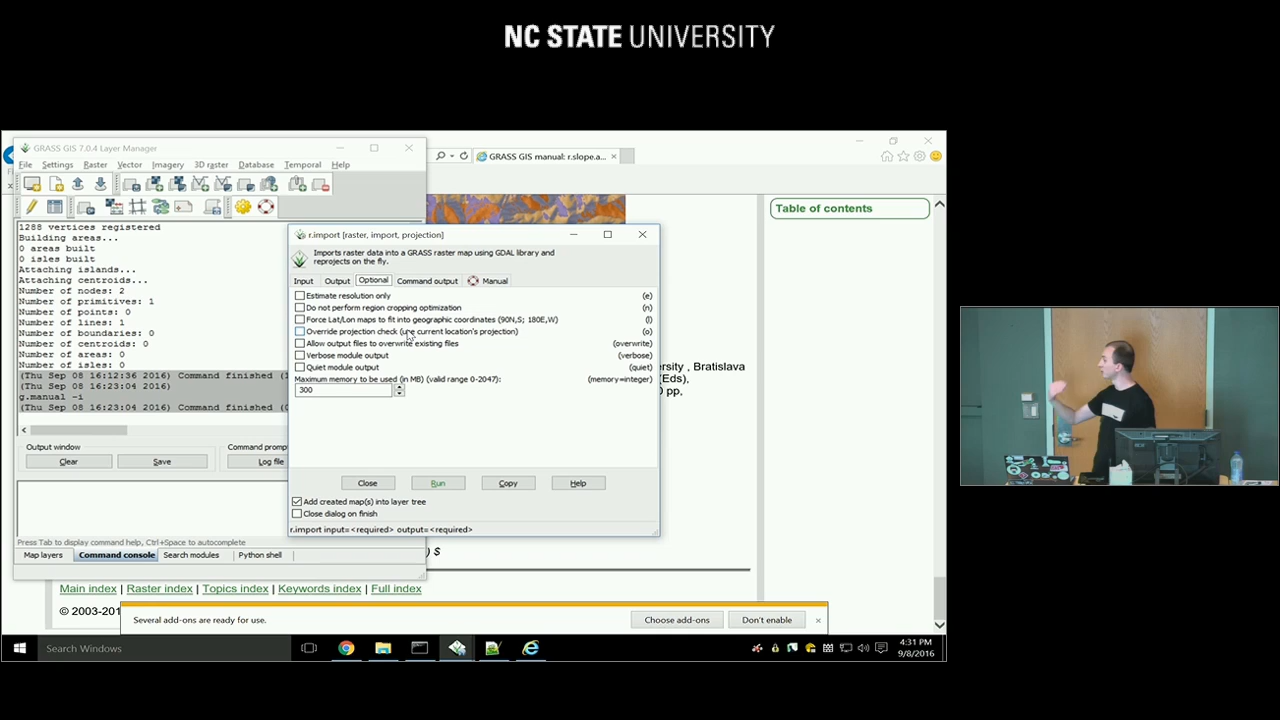 NC STATE UNIVERSITY
GRASS GIS 7.0.4 Layer Manager
File Settings Raster Vector Imagery 3D raster Database Temporal Help
GRASS GIS manual: r.slope.a... ×
Table of contents
1288 vertices registered
Building areas...
0 areas built
0 isles built
Attaching islands...
Attaching centroids...
Number of nodes: 2
Number of primitives: 1
Number of points: 0
Number of lines: 1
Number of boundaries: 0
Number of centroids: 0
Number of areas: 0
Number of isles: 0
(Thu Sep 08 16:12:36 2016) Command finished (1
(Thu Sep 08 16:23:04 2016)
g.manual -i
(Thu Sep 08 16:23:04 2016) Command finished (0
Output window
Command promp
Clear Save Log file
Press Tab to display command help, Ctrl+Space to autocomplete
Map layers Command console Search modules Python shell
r.import [raster, import, projection]
Imports raster data into a GRASS raster map using GDAL library and
reprojects on the fly.
Input Output Optional Command output Manual
Estimate resolution only (e)
Do not perform region cropping optimization (n)
Force Lat/Lon maps to fit into geographic coordinates (90N,S; 180E,W) (l)
Override projection check (use current location's projection) (o)
Allow output files to overwrite existing files (overwrite)
Verbose module output (verbose)
Quiet module output (quiet)
Maximum memory to be used (in MB) (valid range 0-2047): (memory=integer)
300
Close Run Copy Help
Add created map(s) into layer tree
Close dialog on finish
r.import input=<required> output=<required>
ersity , Bratislava
(Eds),
0 pp,
) $
Main index | Raster index | Topics index | Keywords index | Full index
© 2003-201
Several add-ons are ready for use. Choose add-ons Don't enable ×
Search Windows
4:31 PM
9/8/2016